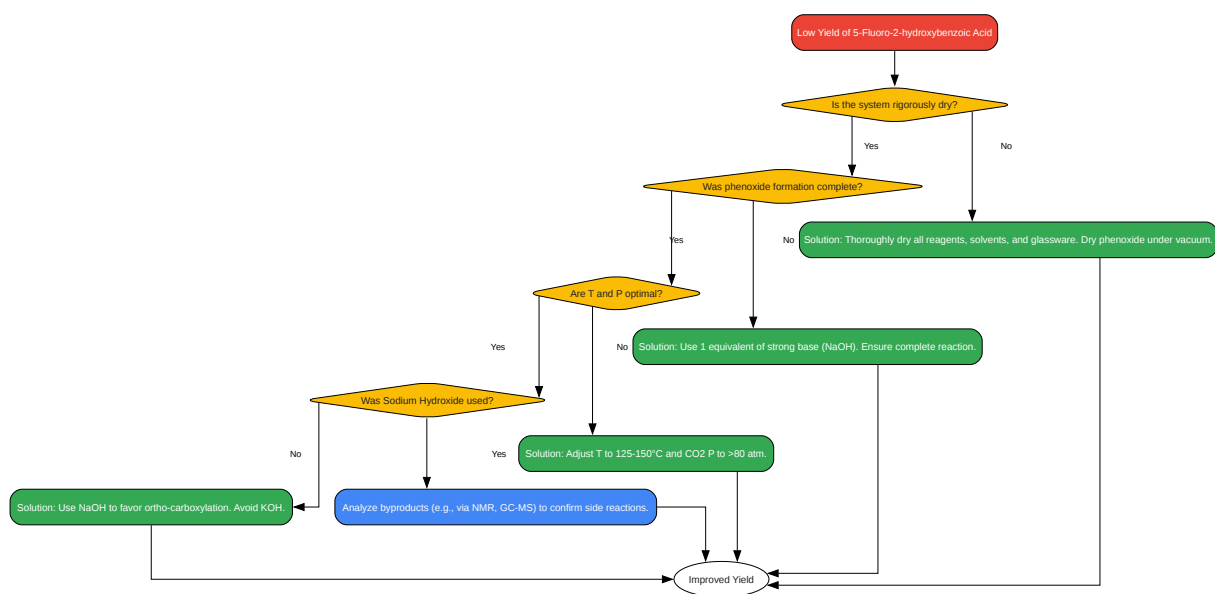 Low Yield of 5-Fluoro-2-hydroxybenzoic Acid
Is the system rigorously dry?
Yes
No
Was phenoxide formation complete?
Yes
No
Solution: Thoroughly dry all reagents, solvents, and glassware. Dry phenoxide under vacuum.
Are T and P optimal?
Yes
No
Solution: Use 1 equivalent of strong base (NaOH). Ensure complete reaction.
Was Sodium Hydroxide used?
No
Yes
Solution: Adjust T to 125-150°C and CO2 P to >80 atm.
Solution: Use NaOH to favor ortho-carboxylation. Avoid KOH.
Analyze byproducts (e.g., via NMR, GC-MS) to confirm side reactions.
Improved Yield